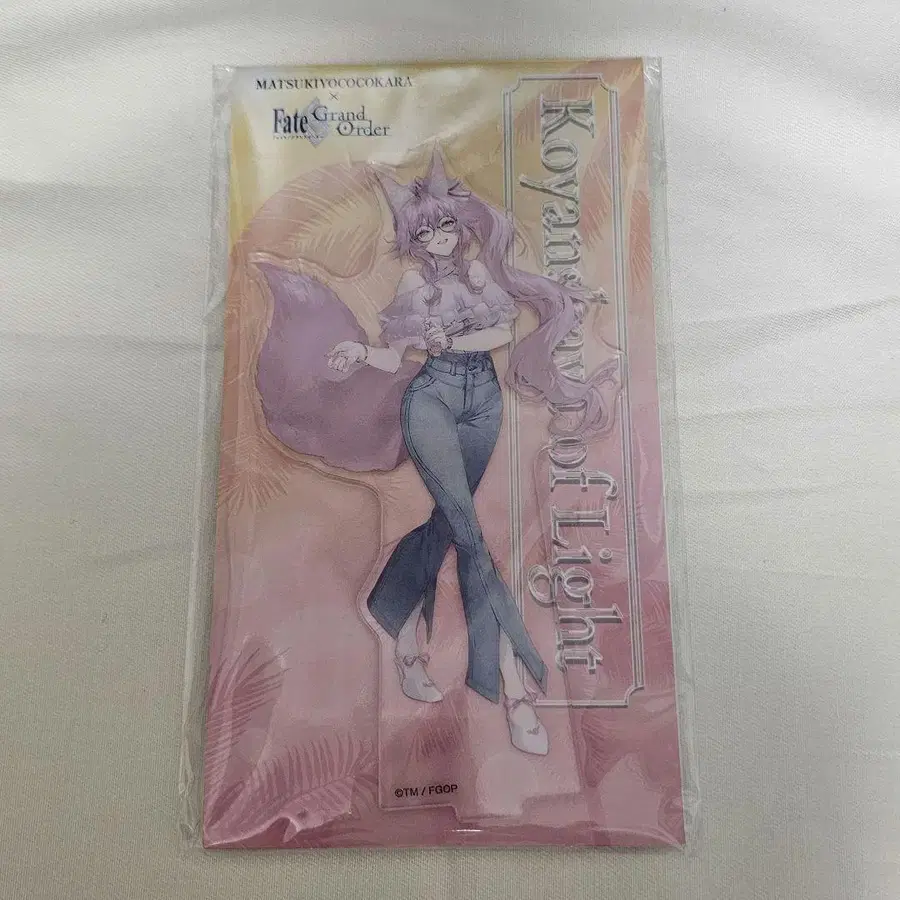 MATSUKIYOCOCOKARA
×
Fate Grand
Order
Koyanskaya of Light
©TM / FGOP